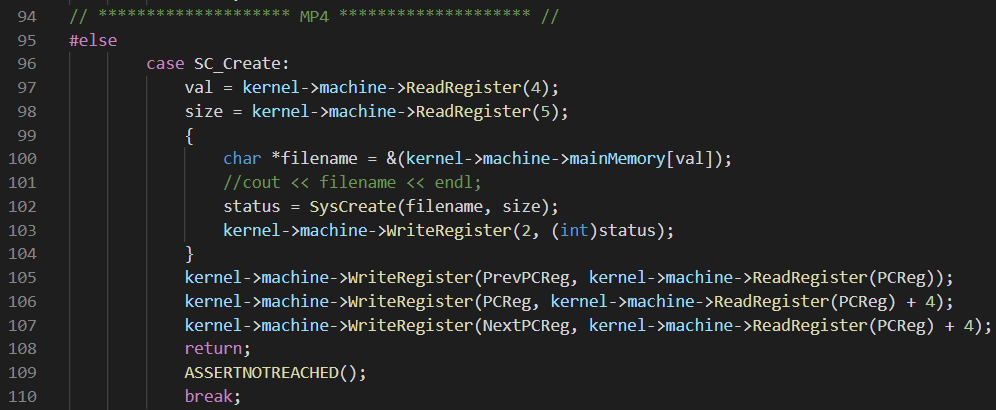 94 // ******************** MP4 ******************** //
95 #else
96 case SC_Create:
97 val = kernel->machine->ReadRegister(4);
98 size = kernel->machine->ReadRegister(5);
99 {
100 char *filename = &(kernel->machine->mainMemory[val]);
101 //cout << filename << endl;
102 status = SysCreate(filename, size);
103 kernel->machine->WriteRegister(2, (int)status);
104 }
105 kernel->machine->WriteRegister(PrevPCReg, kernel->machine->ReadRegister(PCReg));
106 kernel->machine->WriteRegister(PCReg, kernel->machine->ReadRegister(PCReg) + 4);
107 kernel->machine->WriteRegister(NextPCReg, kernel->machine->ReadRegister(PCReg) + 4);
108 return;
109 ASSERTNOTREACHED();
110 break;